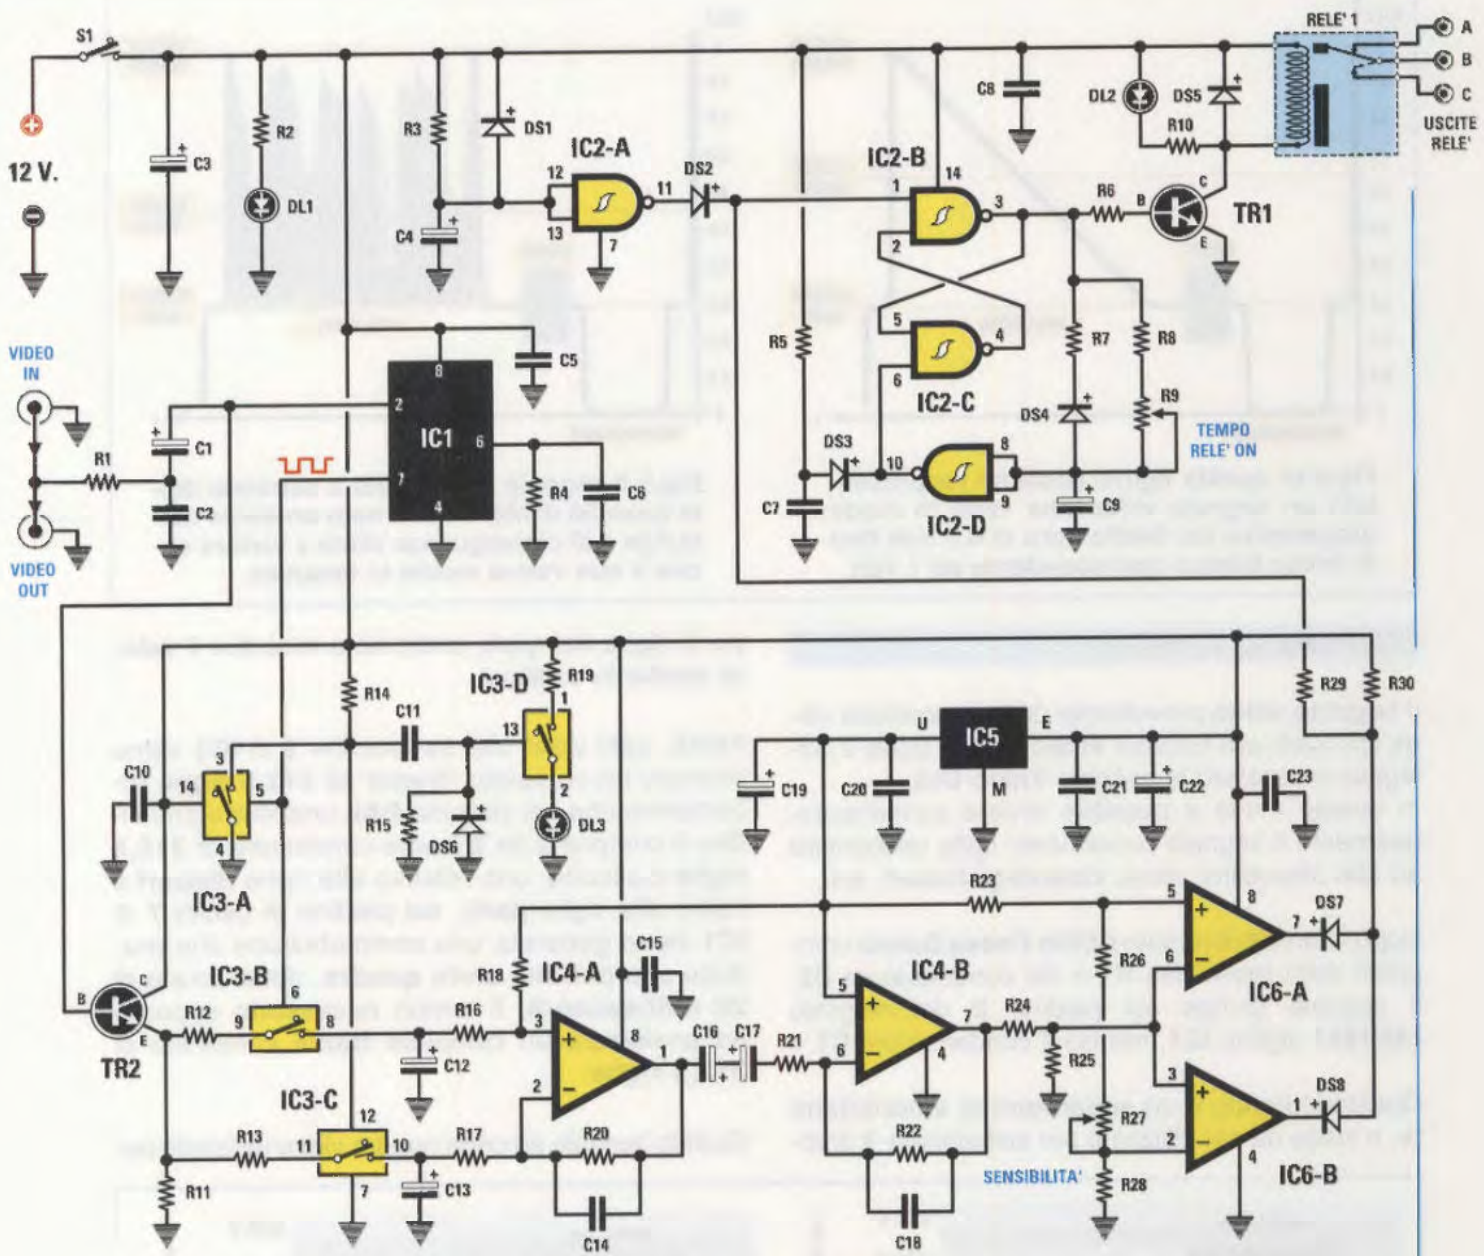 S1
12 V.
C3
R2
DL1
R3
C4
DS1
IC2-A
12
13
11
7
DS2
IC2-B
14
1
2
3
C8
DL2
DS5
R10
R6
B
C
E
TR1
RELE' 1
A
B
C
USCITE
RELE'
VIDEO
IN
R1
C1
C2
VIDEO
OUT
IC1
8
2
6
7
4
C5
R4
C6
R5
C7
DS3
5
6
4
IC2-C
10
8
9
IC2-D
R7
R8
DS4
R9
C9
TEMPO
RELE' ON
R14
C11
IC3-D
R19
1
13
2
DL3
R15
DS6
C10
14
3
5
4
IC3-A
C19
U
IC5
E
M
C20
C21
C22
C23
R29
R30
B
C
E
TR2
R12
IC3-B
9
6
8
R16
C12
R18
IC4-A
C15
3
2
8
1
C16
C17
R21
IC4-B
5
6
7
4
R22
C18
R23
R24
R25
R26
R27
R28
SENSIBILITA'
5
6
8
7
DS7
IC6-A
3
2
1
4
DS8
IC6-B
R11
R13
IC3-C
11
12
10
7
R17
C13
R20
C14